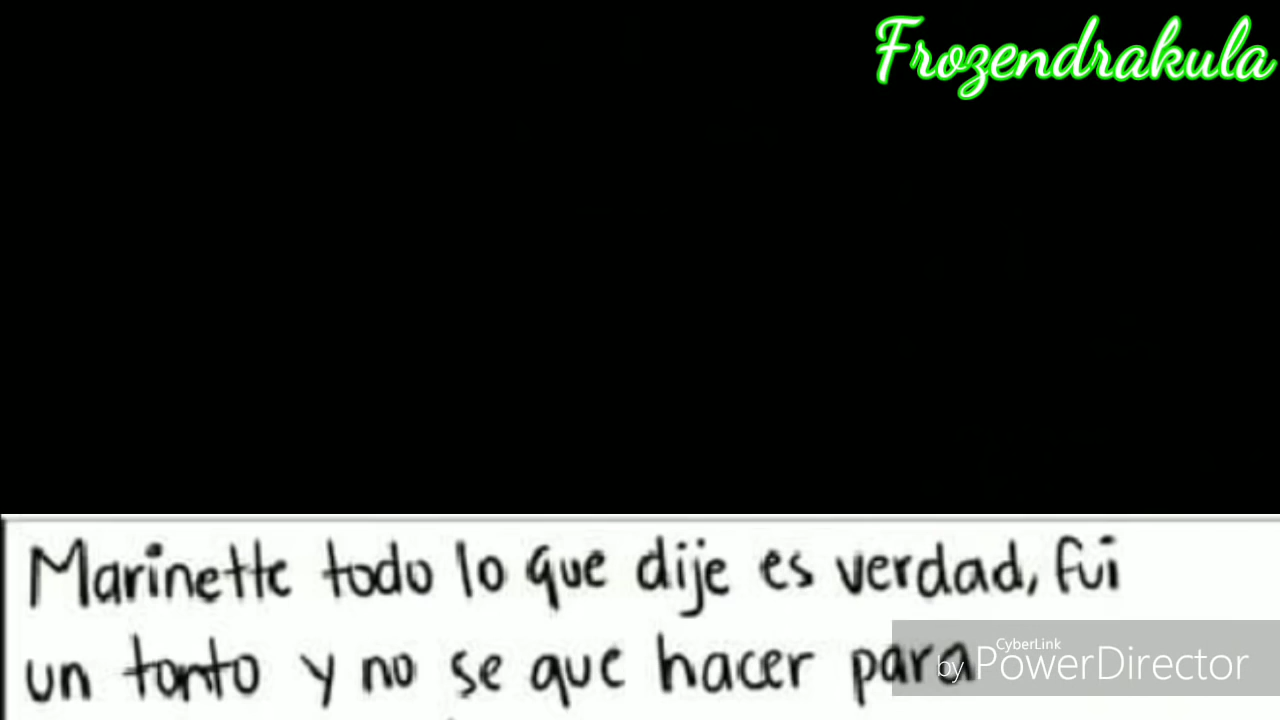 Frozendrakula
Marinette todo lo que dije es verdad, fui
un tonto y no se que hacer para
CyberLink
by PowerDirector